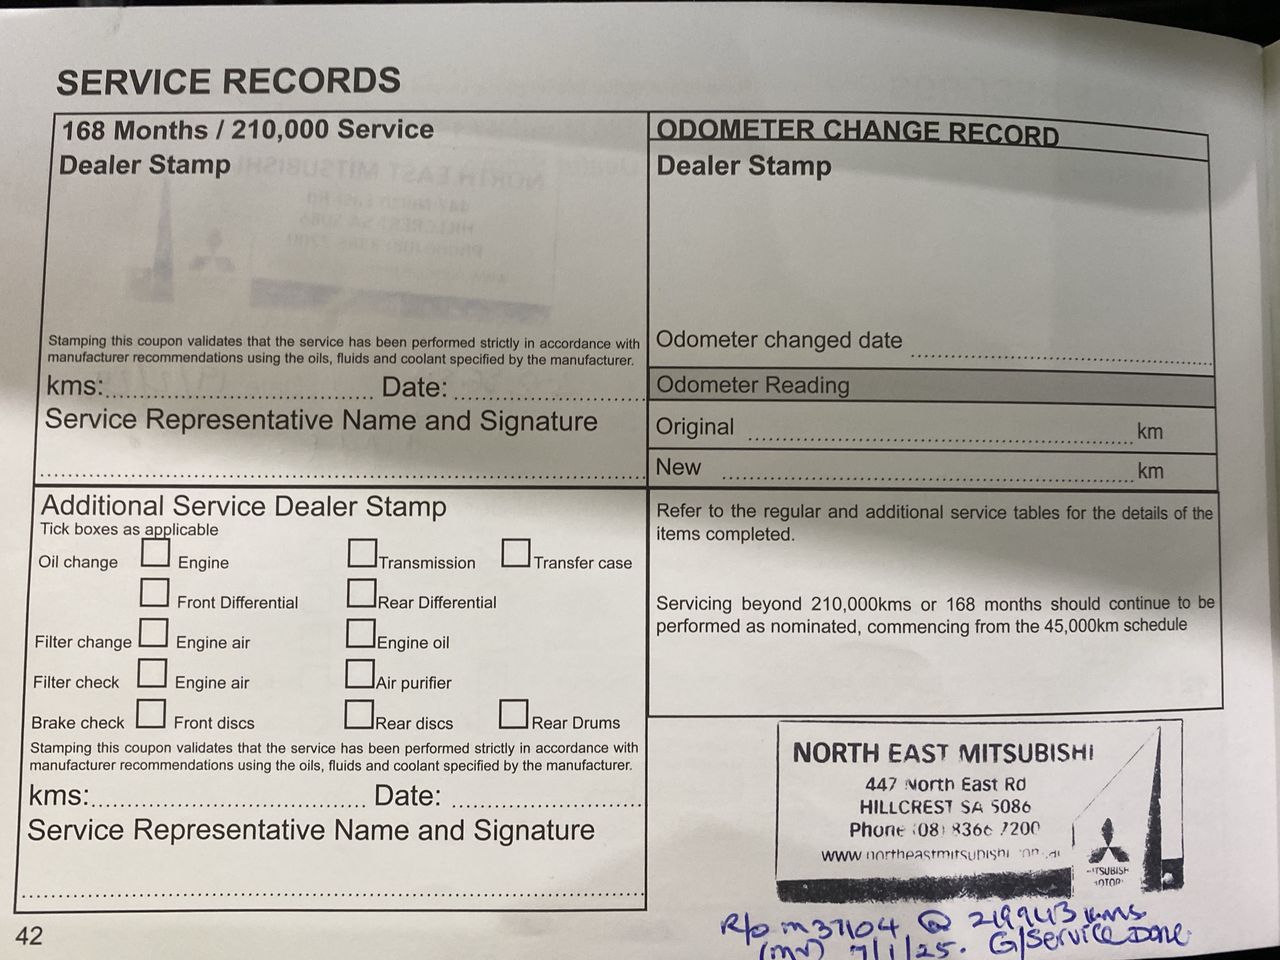 SERVICE RECORDS
168 Months / 210,000 Service
Dealer Stamp
Stamping this coupon validates that the service has been performed strictly in accordance with
manufacturer recommendations using the oils, fluids and coolant specified by the manufacturer.
kms: Date:
Service Representative Name and Signature
ODOMETER CHANGE RECORD
Dealer Stamp
Odometer changed date
Odometer Reading
Original km
New km
Additional Service Dealer Stamp
Tick boxes as applicable
Oil change Engine Transmission Transfer case
Front Differential Rear Differential
Filter change Engine air Engine oil
Filter check Engine air Air purifier
Brake check Front discs Rear discs Rear Drums
Stamping this coupon validates that the service has been performed strictly in accordance with
manufacturer recommendations using the oils, fluids and coolant specified by the manufacturer.
kms: Date:
Service Representative Name and Signature
Refer to the regular and additional service tables for the details of the
items completed.
Servicing beyond 210,000kms or 168 months should continue to be
performed as nominated, commencing from the 45,000km schedule
NORTH EAST MITSUBISHI
447 North East Rd
HILLCREST SA 5086
Phone (08) 8366 7200
www northeastmitsubishi
R/o m37104 @ 219943 kms
7/1/25. G/Service Done
42